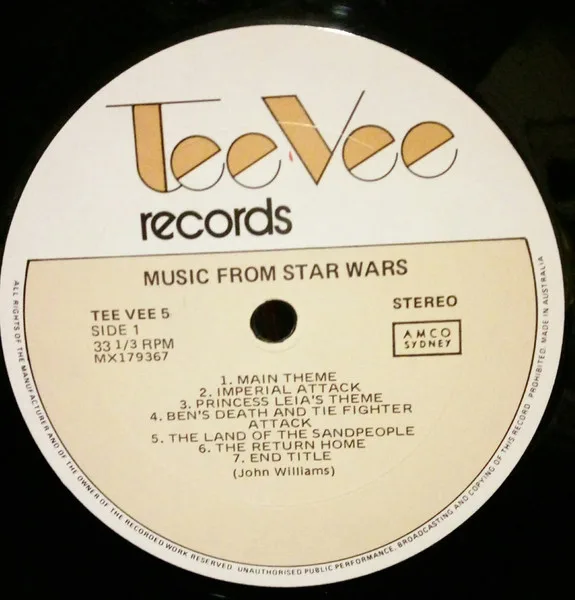 TeeVee
records
MUSIC FROM STAR WARS
TEE VEE 5
SIDE 1
33 1/3 RPM
MX179367
STEREO
AMCO
SYDNEY
1. MAIN THEME
2. IMPERIAL ATTACK
3. PRINCESS LEIA'S THEME
4. BEN'S DEATH AND TIE FIGHTER
ATTACK
5. THE LAND OF THE SANDPEOPLE
6. THE RETURN HOME
7. END TITLE
(John Williams)
ALL RIGHTS OF THE MANUFACTURER AND OF THE OWNER OF THE RECORDED WORK RESERVED. UNAUTHORISED PUBLIC PERFORMANCE, BROADCASTING AND COPYING OF THIS RECORD PROHIBITED. MADE IN AUSTRALIA